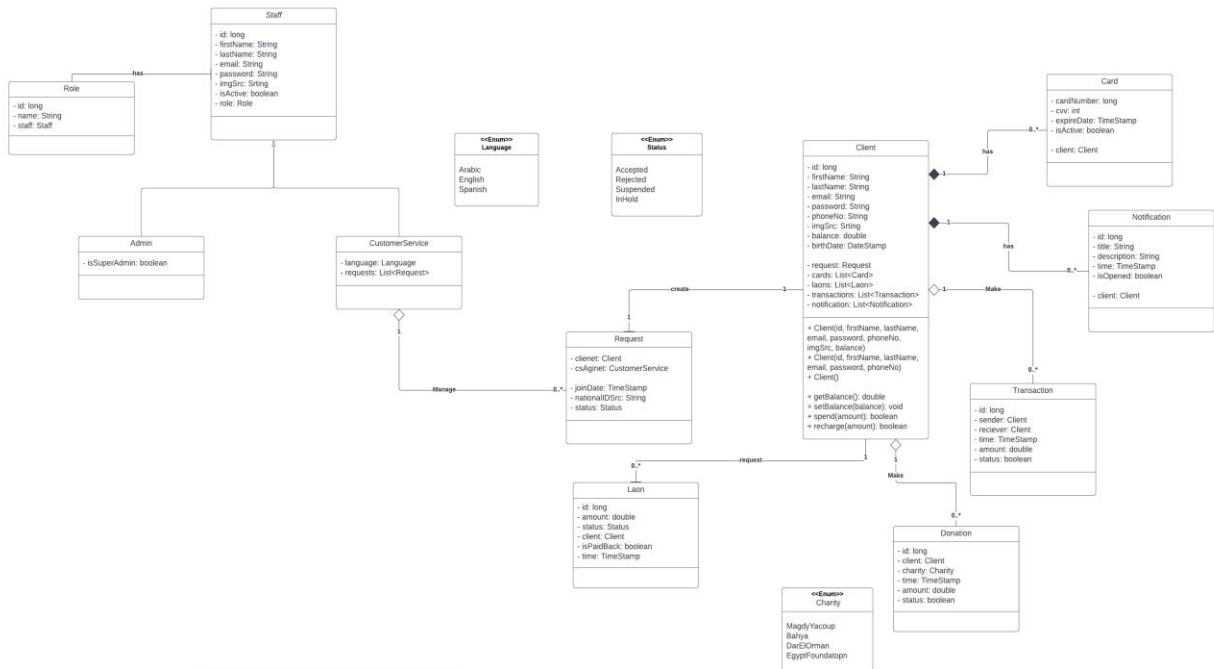 Staff
- id: long
- firstName: String
- lastName: String
- email: String
- password: String
- imgSrc: Srting
- isActive: boolean
- role: Role
has
Role
- id: long
- name: String
- staff: Staff
<<Enum>>
Language
Arabic
English
Spanish
<<Enum>>
Status
Accepted
Rejected
Suspended
InHold
Admin
- isSuperAdmin: boolean
CustomerService
- language: Language
- requests: List<Request>
1
Manage
0..*
Request
- clienet: Client
- csAginet: CustomerService
- joinDate: TimeStamp
- nationalIDSrc: String
- status: Status
1
create
1
Client
- id: long
- firstName: String
- lastName: String
- email: String
- password: String
- phoneNo: String
- imgSrc: Srting
- balance: double
- birthDate: DateStamp
- request: Request
- cards: List<Card>
- laons: List<Laon>
- transactions: List<Transaction>
- notification: List<Notification>
+ Client(id, firstName, lastName,
email, password, phoneNo,
imgSrc, balance)
+ Client(id, firstName, lastName,
email, password, phoneNo)
+ Client()
+ getBalance(): double
+ setBalance(balance): void
+ spend(amount): boolean
+ recharge(amount): boolean
1
has
0..*
Card
- cardNumber: long
- cvv: int
- expireDate: TimeStamp
- isActive: boolean
- client: Client
1
has
0..*
Notification
- id: long
- title: String
- description: String
- time: TimeStamp
- isOpened: boolean
- client: Client
1
Make
0..*
Transaction
- id: long
- sender: Client
- reciever: Client
- time: TimeStamp
- amount: double
- status: boolean
1
request
0..*
Laon
- id: long
- amount: double
- status: Status
- client: Client
- isPaidBack: boolean
- time: TimeStamp
1
Make
0..*
Donation
- id: long
- client: Client
- charity: Charity
- time: TimeStamp
- amount: double
- status: boolean
<<Enum>>
Charity
MagdyYacoup
Bahya
DarElOrman
EgyptFoundatopn